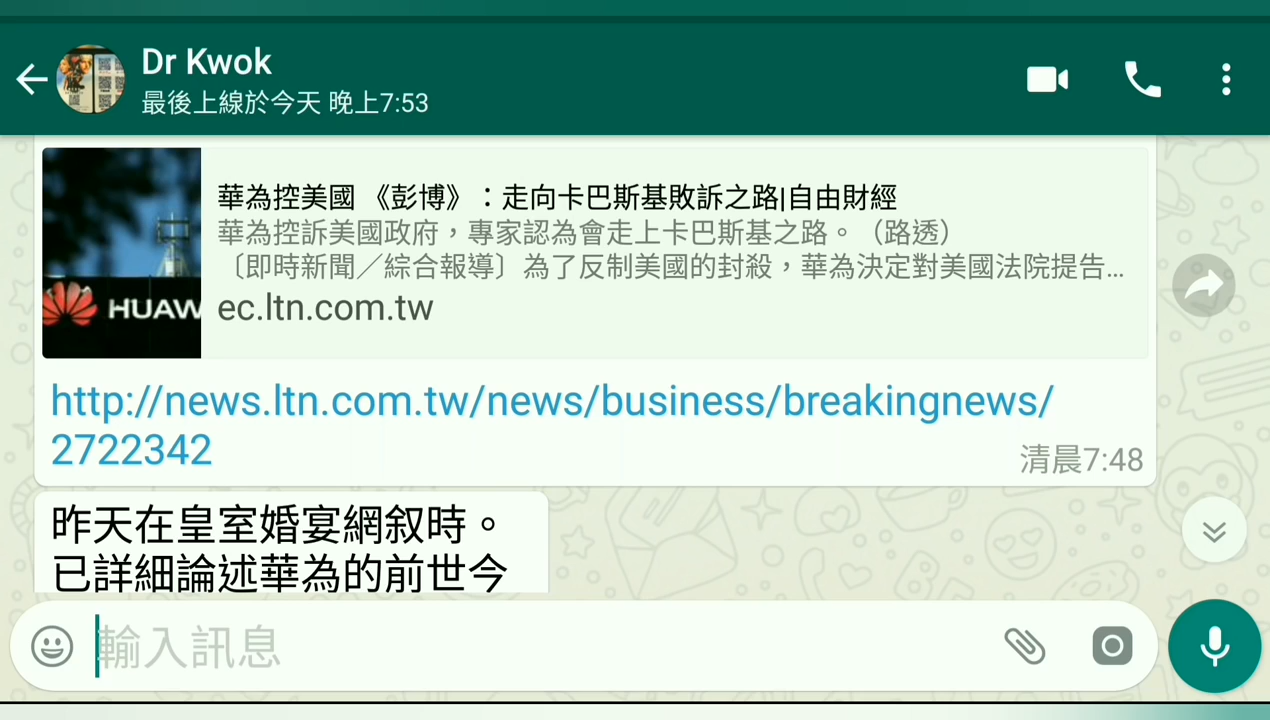 Dr Kwok
最後上線於今天 晚上7:53
華為控美國 《彭博》：走向卡巴斯基敗訴之路|自由財經
華為控訴美國政府，專家認為會走上卡巴斯基之路。（路透）
〔即時新聞／綜合報導〕為了反制美國的封殺，華為決定對美國法院提告...
ec.ltn.com.tw
HUAW
http://news.ltn.com.tw/news/business/breakingnews/
2722342
清晨7:48
昨天在皇室婚宴網叙時。
已詳細論述華為的前世今
輸入訊息